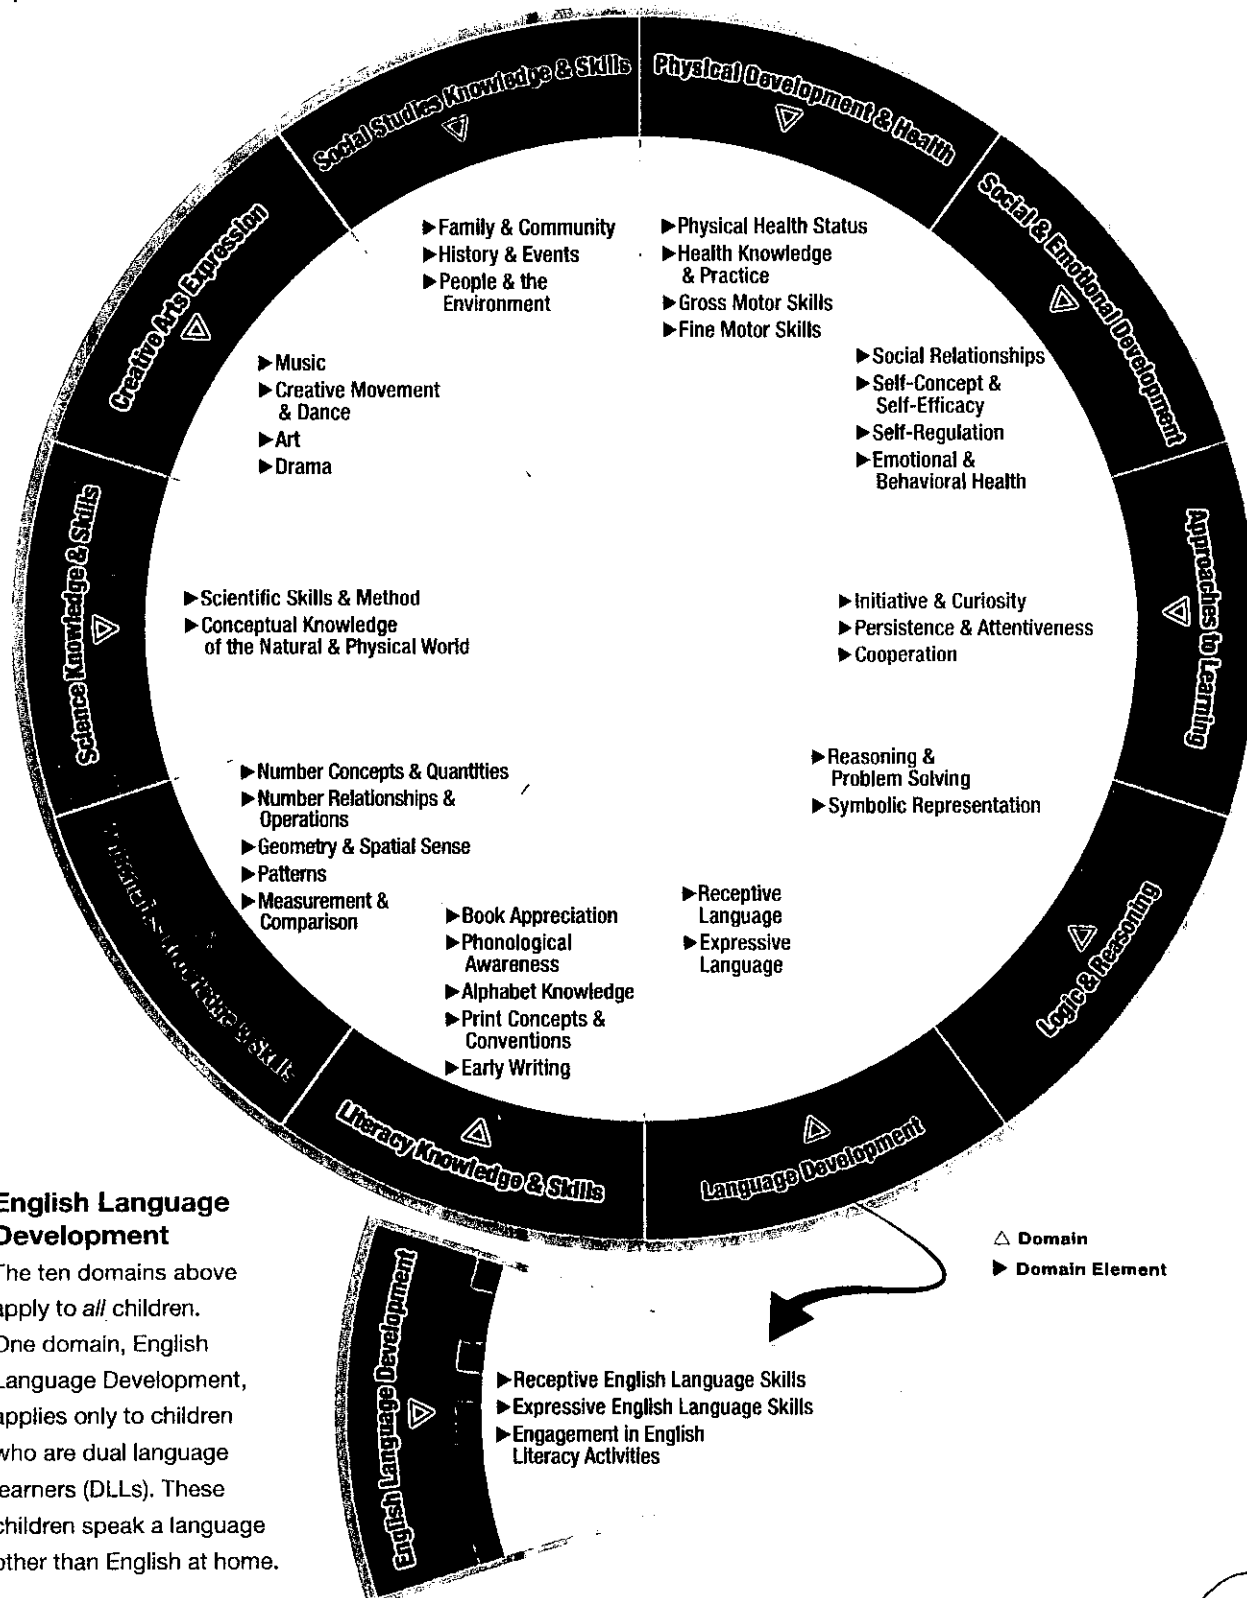 Social Studies Knowledge & Skills
Physical Development & Health
Social & Emotional Development
Approaches to Learning
Logic & Reasoning
Language Development
Literacy Knowledge & Skills
Knowledge & Skills
Science Knowledge & Skills
Creative Arts Expression
▶Family & Community
▶History & Events
▶People & the
Environment
▶Physical Health Status
▶Health Knowledge
& Practice
▶Gross Motor Skills
▶Fine Motor Skills
▶Social Relationships
▶Self-Concept &
Self-Efficacy
▶Self-Regulation
▶Emotional &
Behavioral Health
▶Initiative & Curiosity
▶Persistence & Attentiveness
▶Cooperation
▶Reasoning &
Problem Solving
▶Symbolic Representation
▶Receptive
Language
▶Expressive
Language
▶Book Appreciation
▶Phonological
Awareness
▶Alphabet Knowledge
▶Print Concepts &
Conventions
▶Early Writing
▶Number Concepts & Quantities
▶Number Relationships &
Operations
▶Geometry & Spatial Sense
▶Patterns
▶Measurement &
Comparison
▶Scientific Skills & Method
▶Conceptual Knowledge
of the Natural & Physical World
▶Music
▶Creative Movement
& Dance
▶Art
▶Drama
English Language
Development
The ten domains above
apply to all children.
One domain, English
Language Development,
applies only to children
who are dual language
learners (DLLs). These
children speak a language
other than English at home.
English Language Development
▶Receptive English Language Skills
▶Expressive English Language Skills
▶Engagement in English
Literacy Activities
△ Domain
▶ Domain Element